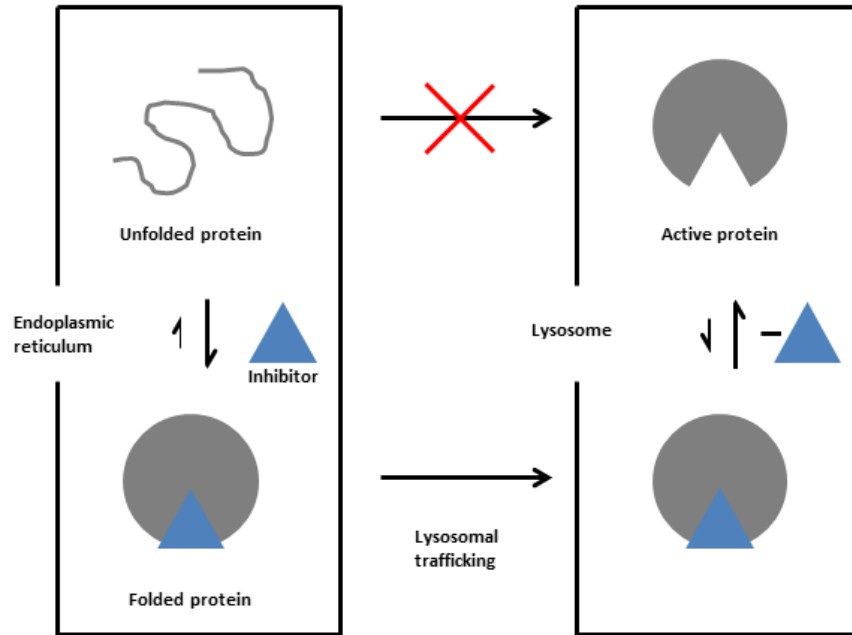 Unfolded protein
Active protein
Endoplasmic
reticulum
Inhibitor
Lysosome
Lysosomal
trafficking
Folded protein